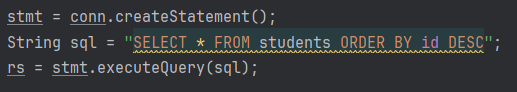 stmt = conn.createStatement();
String sql = "SELECT * FROM students ORDER BY id DESC";
rs = stmt.executeQuery(sql);